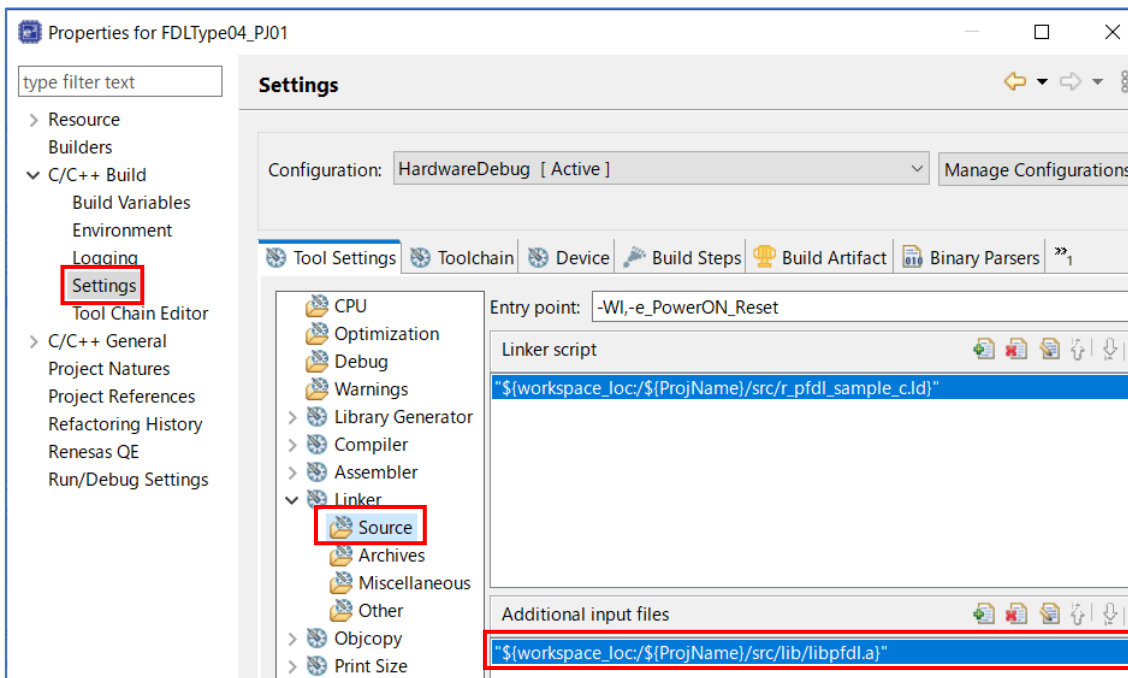 Properties for FDLType04_PJ01
type filter text
Settings
Resource
Builders
C/C++ Build
Build Variables
Environment
Logging
Settings
Tool Chain Editor
C/C++ General
Project Natures
Project References
Refactoring History
Renesas QE
Run/Debug Settings
Configuration:
HardwareDebug [ Active ]
Manage Configurations
Tool Settings
Toolchain
Device
Build Steps
Build Artifact
Binary Parsers
»1
CPU
Optimization
Debug
Warnings
Library Generator
Compiler
Assembler
Linker
Source
Archives
Miscellaneous
Other
Objcopy
Print Size
Entry point:
-Wl,-e_PowerON_Reset
Linker script
"${workspace_loc:/${ProjName}/src/r_pfdl_sample_c.ld}"
Additional input files
"${workspace_loc:/${ProjName}/src/lib/libpfdl.a}"